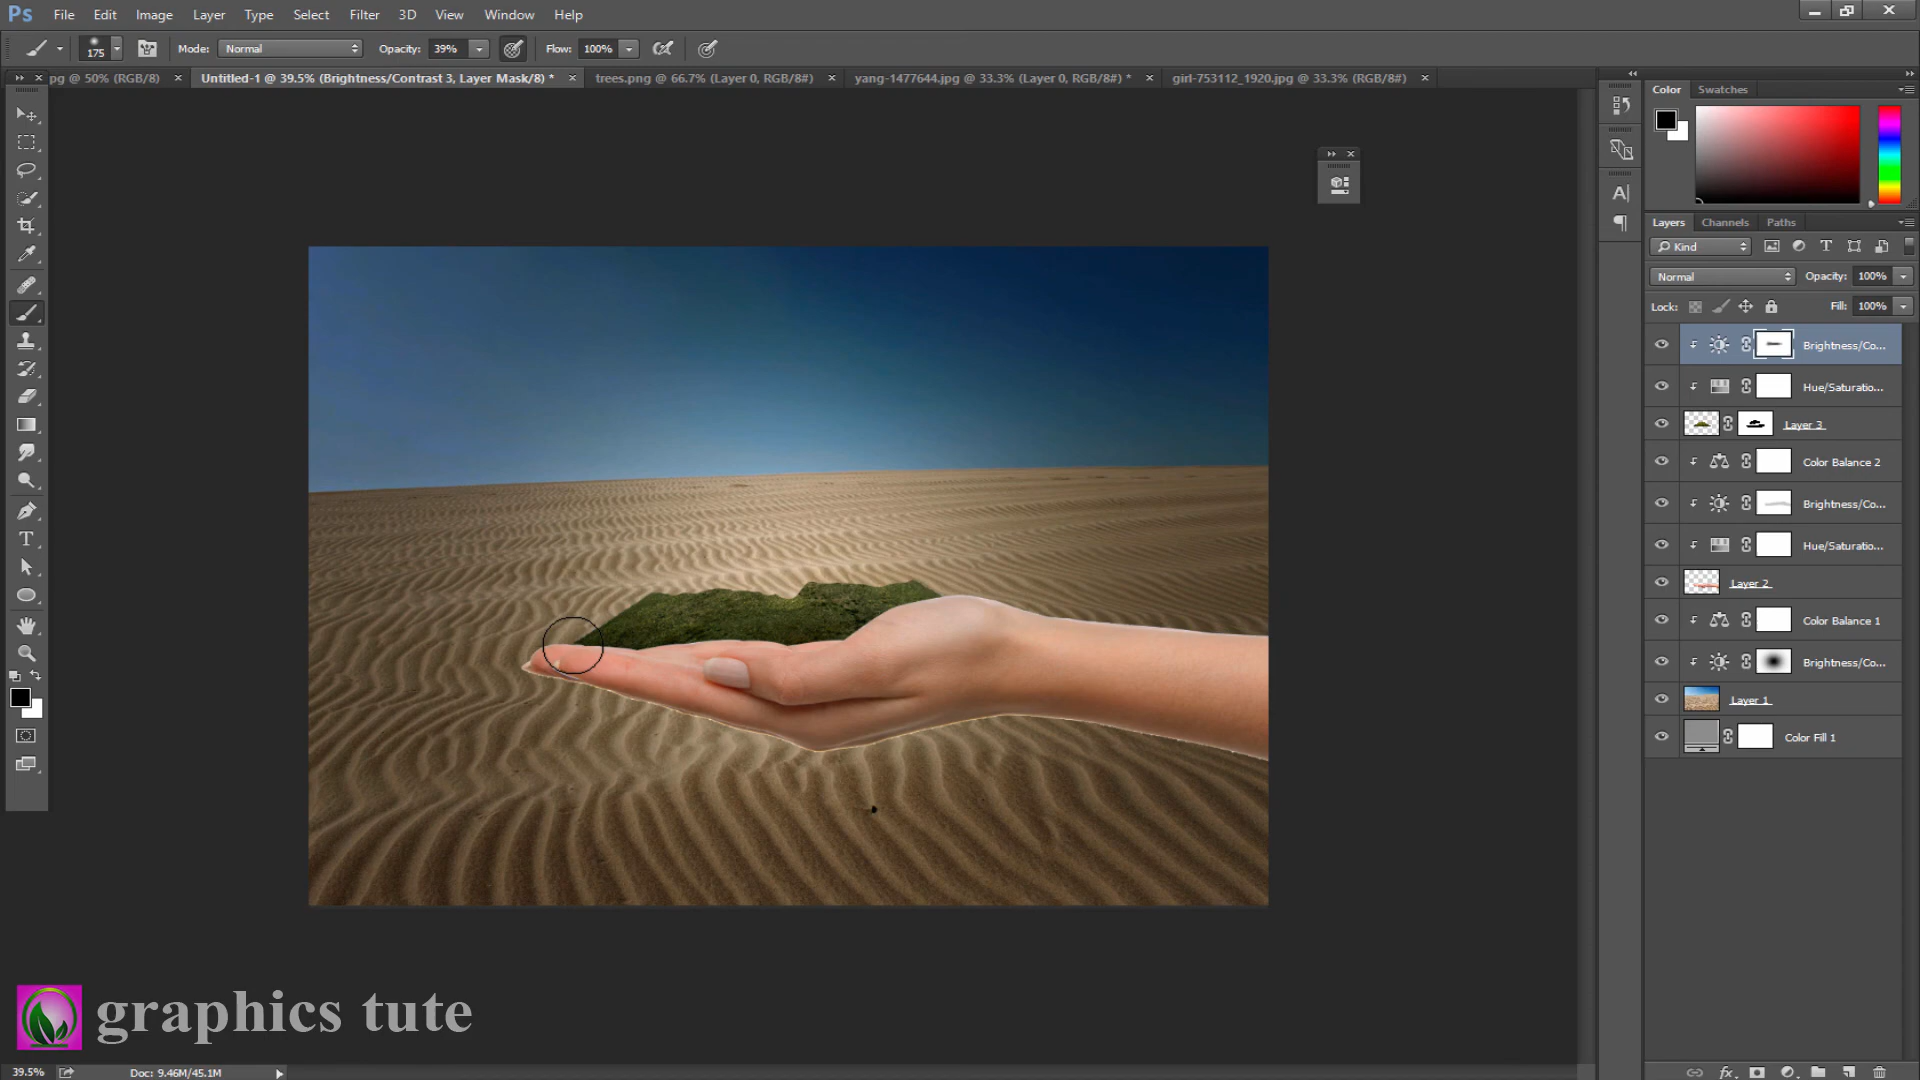 Ps File Edit Image Layer Type Select Filter 3D View Window Help
175 Mode: Normal Opacity: 39% Flow: 100%
pg @ 50% (RGB/8) Untitled-1 @ 39.5% (Brightness/Contrast 3, Layer Mask/8) * trees.png @ 66.7% (Layer 0, RGB/8#) yang-1477644.jpg @ 33.3% (Layer 0, RGB/8#) * girl-753112_1920.jpg @ 33.3% (RGB/8#)
Color Swatches
Layers Channels Paths
Kind
Normal Opacity: 100%
Lock: Fill: 100%
Brightness/Co...
Hue/Saturatio...
Layer 3
Color Balance 2
Brightness/Co...
Hue/Saturatio...
Layer 2
Color Balance 1
Brightness/Co...
Layer 1
Color Fill 1
graphics tute
39.5% Doc: 9.46M/45.1M